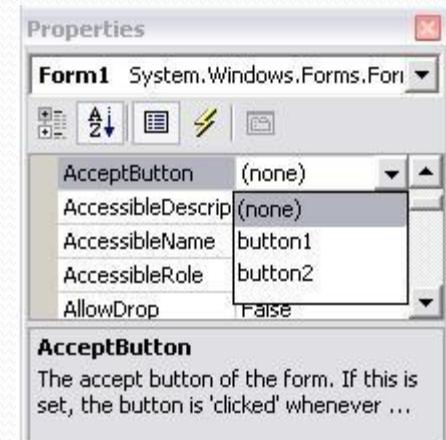 Properties
Form1 System.Windows.Forms.Forı
AcceptButton (none)
AccessibleDescrip (none)
AccessibleName button1
AccessibleRole button2
AllowDrop False
AcceptButton
The accept button of the form. If this is
set, the button is 'clicked' whenever ...